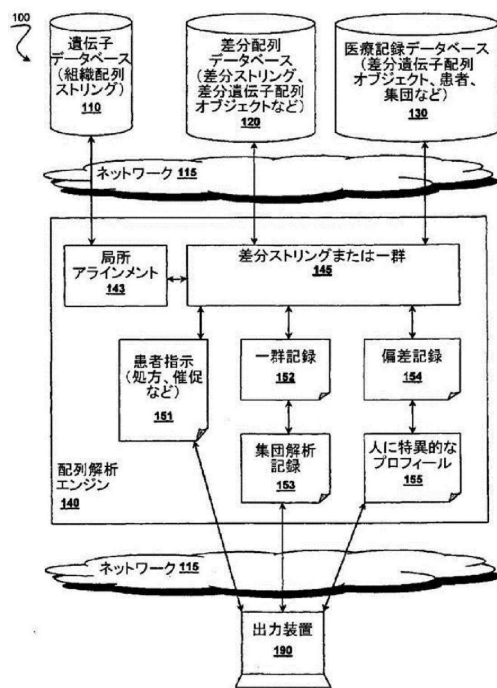 100
遺伝子
データベース
(組織配列
ストリング)
110
差分配列
データベース
(差分ストリング、
差分遺伝子配列
オブジェクトなど)
120
医療記録データベース
(差分遺伝子配列
オブジェクト、患者、
集団など)
130
ネットワーク 115
局所
アラインメント
143
差分ストリングまたは一群
145
患者指示
(処方、催促
など)
151
一群記録
152
偏差記録
154
集団解析
記録
153
人に特異的な
プロフィール
155
配列解析
エンジン
140
ネットワーク 115
出力装置
190